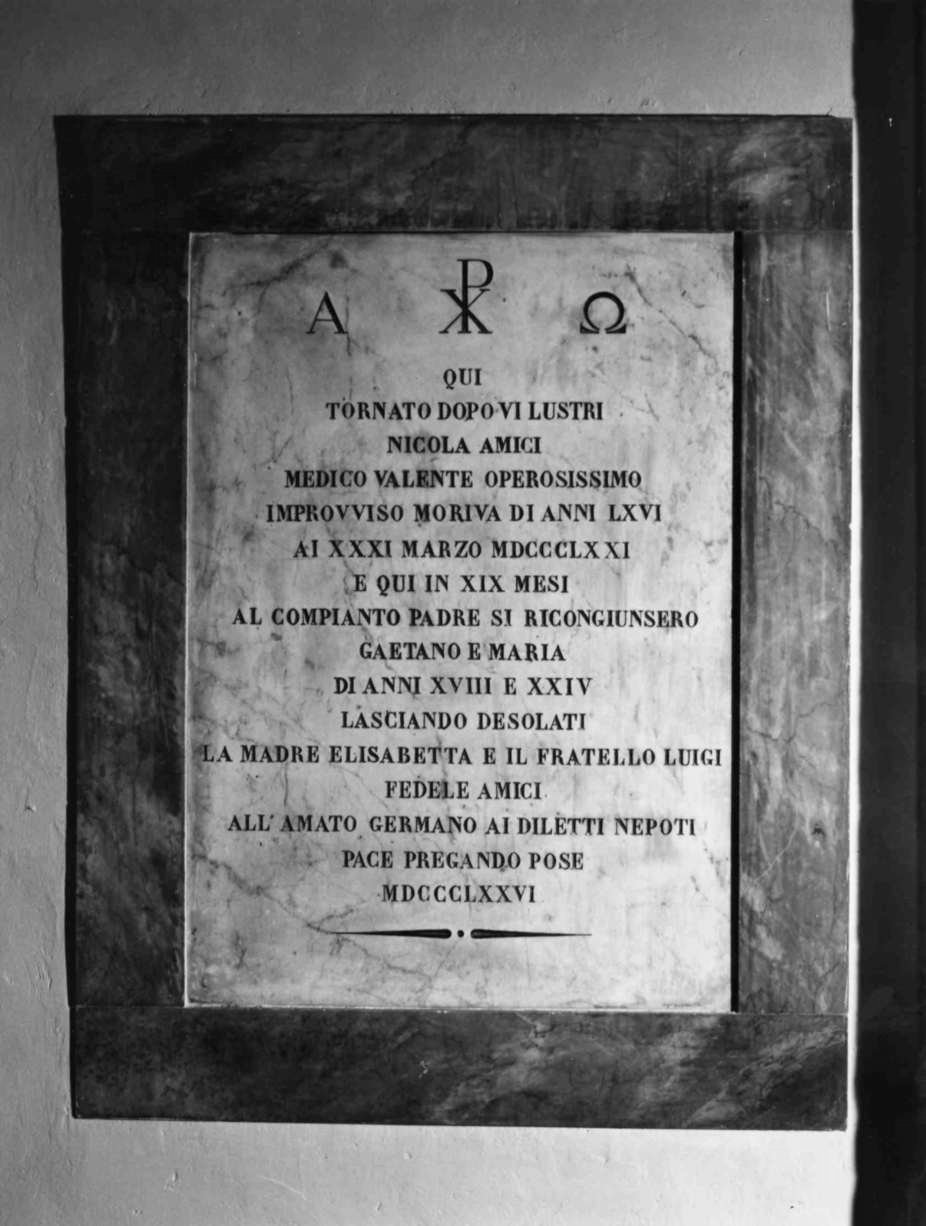 Α ☧ Ω
QUI
TORNATO DOPO VI LUSTRI
NICOLA AMICI
MEDICO VALENTE OPEROSISSIMO
IMPROVVISO MORIVA DI ANNI LXVI
AI XXXI MARZO MDCCCLXXI
E QUI IN XIX MESI
AL COMPIANTO PADRE SI RICONGIUNSERO
GAETANO E MARIA
DI ANNI XVIII E XXIV
LASCIANDO DESOLATI
LA MADRE ELISABETTA E IL FRATELLO LUIGI
FEDELE AMICI
ALL' AMATO GERMANO AI DILETTI NEPOTI
PACE PREGANDO POSE
MDCCCLXXVI